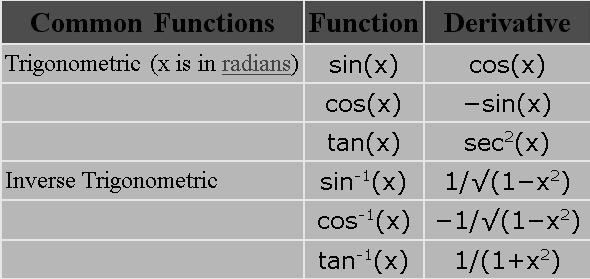 Common Functions Function Derivative
Trigonometric (x is in radians) sin(x) cos(x)
cos(x) −sin(x)
tan(x) sec²(x)
Inverse Trigonometric sin⁻¹(x) 1/√(1−x²)
cos⁻¹(x) −1/√(1−x²)
tan⁻¹(x) 1/(1+x²)